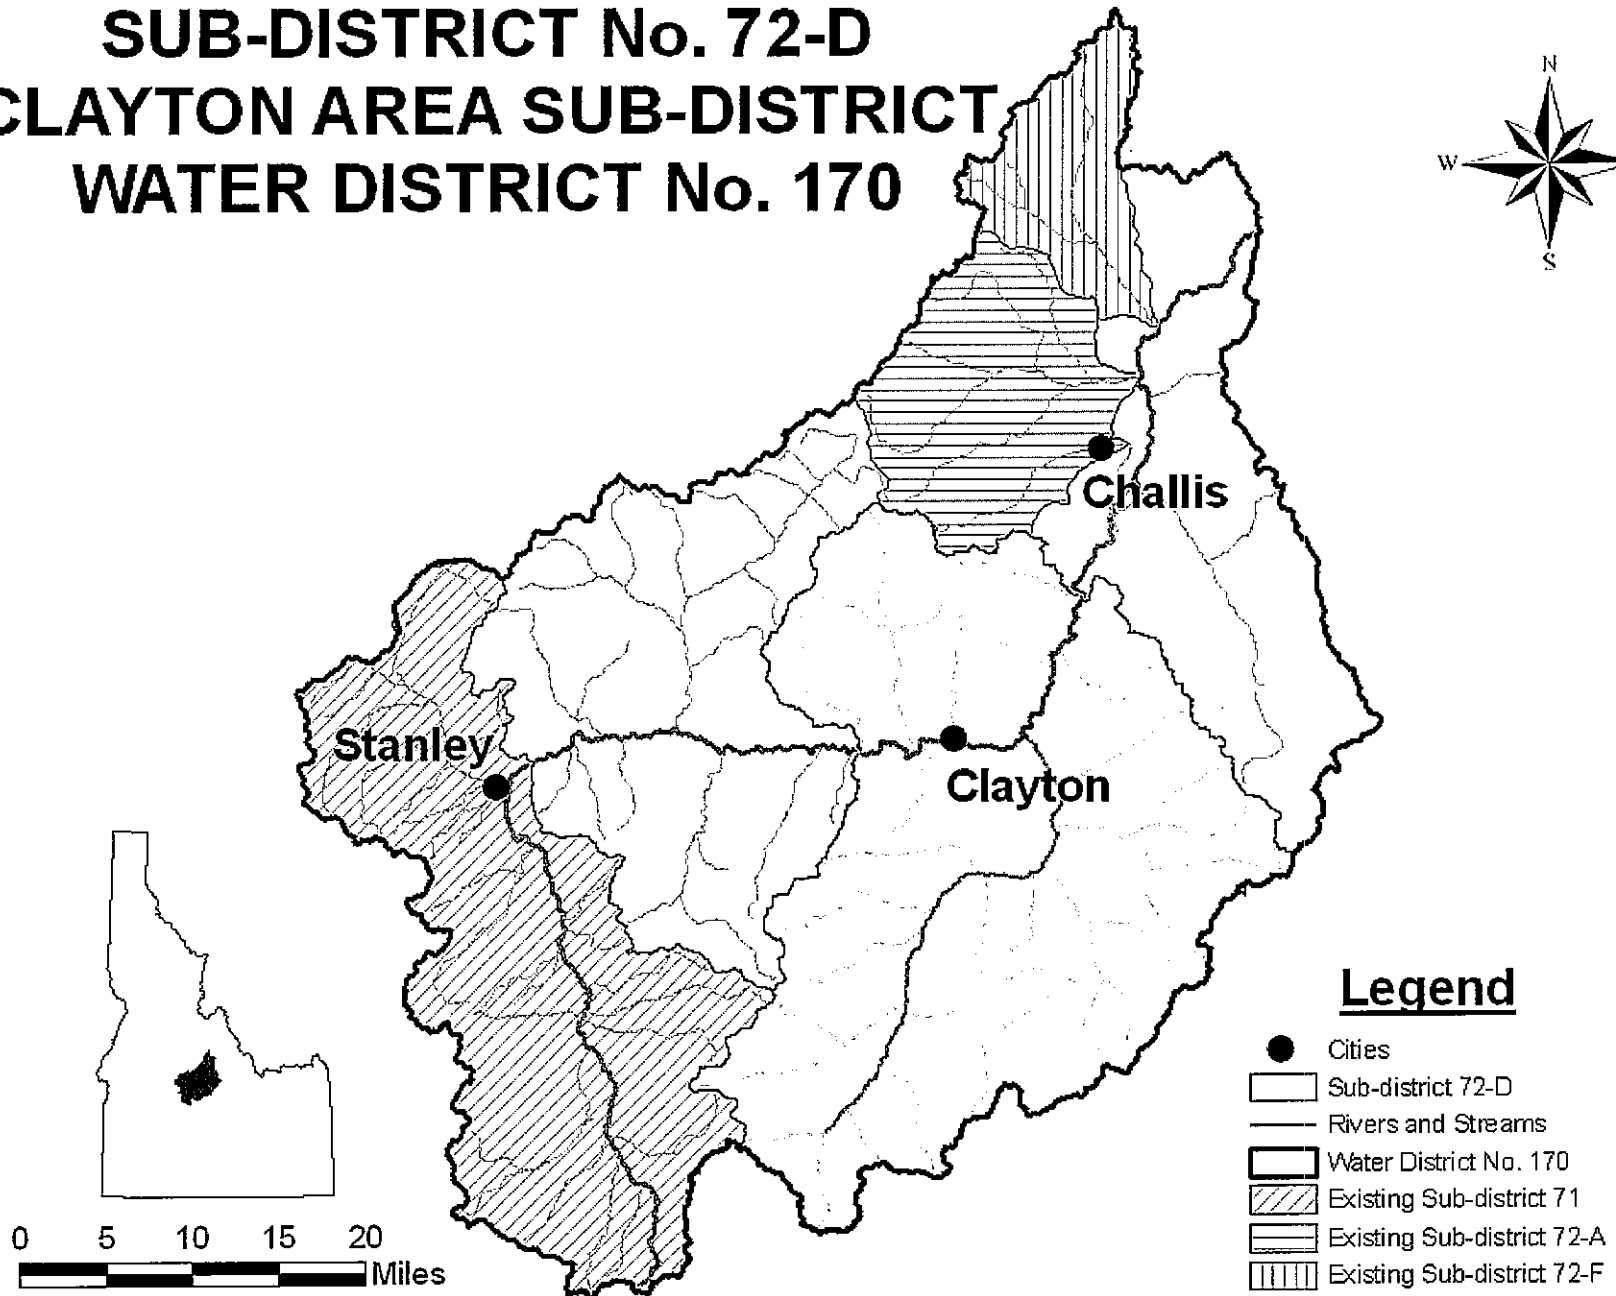 SUB-DISTRICT No. 72-D
CLAYTON AREA SUB-DISTRICT
WATER DISTRICT No. 170
N
W
S
Challis
Stanley
Clayton
Legend
Cities
Sub-district 72-D
Rivers and Streams
Water District No. 170
Existing Sub-district 71
Existing Sub-district 72-A
Existing Sub-district 72-F
0 5 10 15 20
Miles